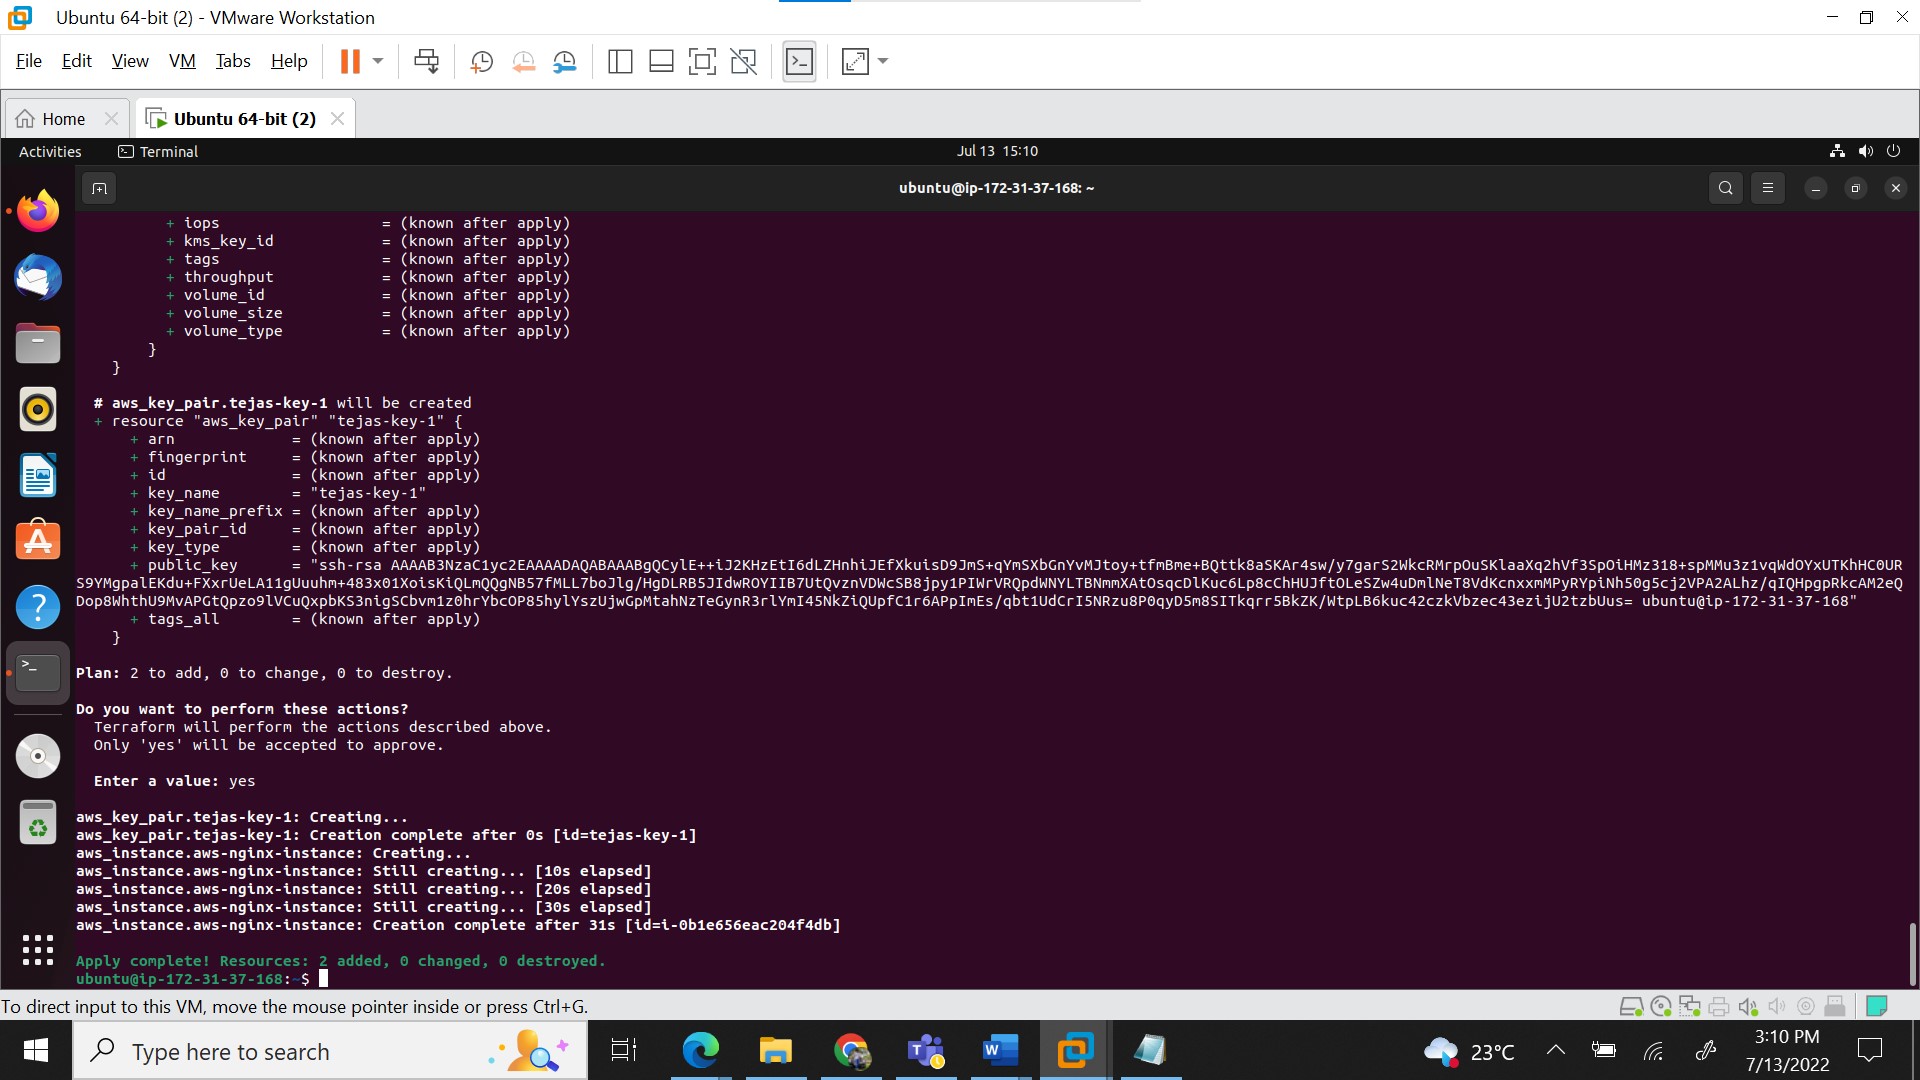 Ubuntu 64-bit (2) - VMware Workstation
File Edit View VM Tabs Help
Home
Ubuntu 64-bit (2)
Activities
Terminal
Jul 13 15:10
ubuntu@ip-172-31-37-168: ~
+ iops = (known after apply)
+ kms_key_id = (known after apply)
+ tags = (known after apply)
+ throughput = (known after apply)
+ volume_id = (known after apply)
+ volume_size = (known after apply)
+ volume_type = (known after apply)
}
}
# aws_key_pair.tejas-key-1 will be created
+ resource "aws_key_pair" "tejas-key-1" {
+ arn = (known after apply)
+ fingerprint = (known after apply)
+ id = (known after apply)
+ key_name = "tejas-key-1"
+ key_name_prefix = (known after apply)
+ key_pair_id = (known after apply)
+ key_type = (known after apply)
+ public_key = "ssh-rsa AAAAB3NzaC1yc2EAAAADAQABAAABgQCylE++iJ2KHzEtI6dLZHnhiJEfXkuisD9JmS+qYmSXbGnYvMJtoy+tfmBme+BQttk8aSKAr4sw/y7garS2WkcRMrpOuSKlaaXq2hVf3SpOiHMz318+spMMu3z1vqWdOYxUTKhHC0UR
S9YMgpalEKdu+FXxrUeLA11gUuuhm+483x01XoisKiQLmQQgNB57fMLL7boJlg/HgDLRB5JIdwROYIIB7UtQvznVDWcSB8jpy1PIWrVRQpdWNYLTBNmmXAtOsqcDlKuc6Lp8cChHUJftOLeSZw4uDmlNeT8VdKcnxxmMPyRYpiNh50g5cj2VPA2ALhz/qIQHpgpRkcAM2eQ
Dop8WhthU9MvAPGtQpzo9lVCuQxpbKS3nigSCbvm1z0hrYbcOP85hylYszUjwGpMtahNzTeGynR3rlYmI45NkZiQUpfC1r6APpImEs/qbt1UdCrI5NRzu8P0qyD5m8SITkqrr5BkZK/WtpLB6kuc42czkVbzec43ezijU2tzbUus= ubuntu@ip-172-31-37-168"
+ tags_all = (known after apply)
}
Plan: 2 to add, 0 to change, 0 to destroy.
Do you want to perform these actions?
Terraform will perform the actions described above.
Only 'yes' will be accepted to approve.
Enter a value: yes
aws_key_pair.tejas-key-1: Creating...
aws_key_pair.tejas-key-1: Creation complete after 0s [id=tejas-key-1]
aws_instance.aws-nginx-instance: Creating...
aws_instance.aws-nginx-instance: Still creating... [10s elapsed]
aws_instance.aws-nginx-instance: Still creating... [20s elapsed]
aws_instance.aws-nginx-instance: Still creating... [30s elapsed]
aws_instance.aws-nginx-instance: Creation complete after 31s [id=i-0b1e656eac204f4db]
Apply complete! Resources: 2 added, 0 changed, 0 destroyed.
ubuntu@ip-172-31-37-168:~$
To direct input to this VM, move the mouse pointer inside or press Ctrl+G.
Type here to search
23°C
3:10 PM
7/13/2022